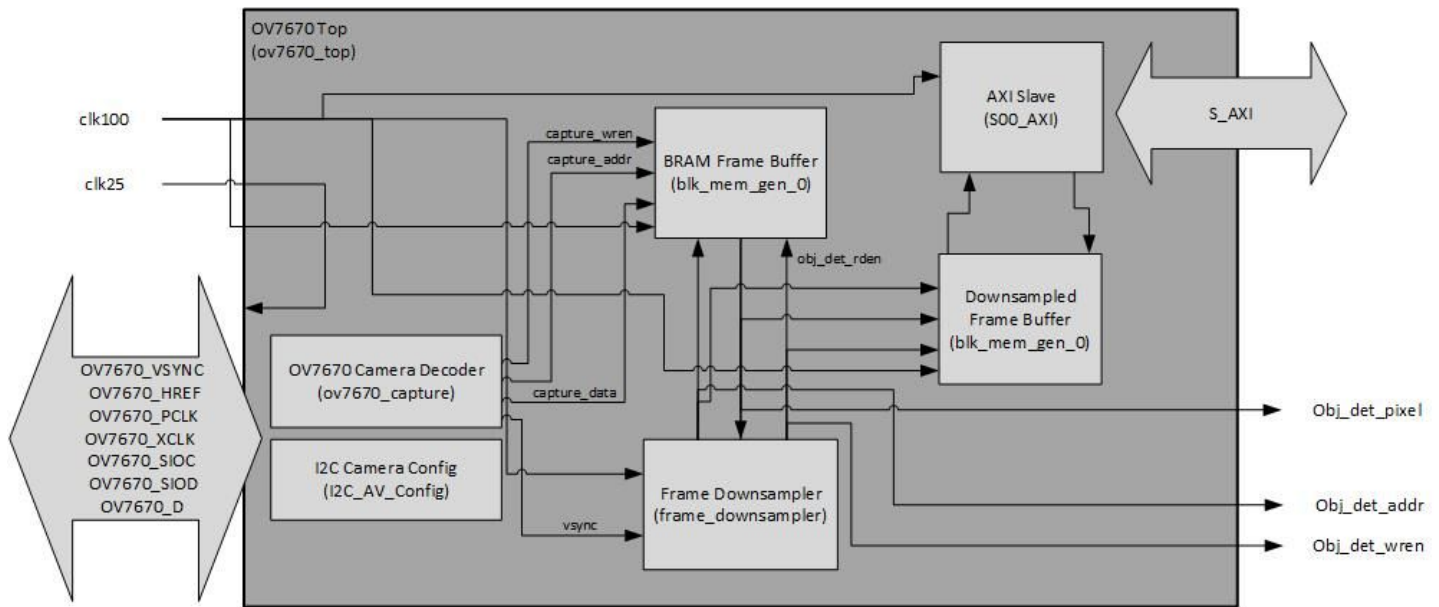 OV7670 Top
(ov7670_top)
clk100
clk25
capture_wren
capture_addr
BRAM Frame Buffer
(blk_mem_gen_0)
AXI Slave
(S00_AXI)
S_AXI
obj_det_rden
Downsampled
Frame Buffer
(blk_mem_gen_0)
OV7670_VSYNC
OV7670_HREF
OV7670_PCLK
OV7670_XCLK
OV7670_SIOC
OV7670_SIOD
OV7670_D
OV7670 Camera Decoder
(ov7670_capture)
capture_data
I2C Camera Config
(I2C_AV_Config)
vsync
Frame Downsampler
(frame_downsampler)
Obj_det_pixel
Obj_det_addr
Obj_det_wren